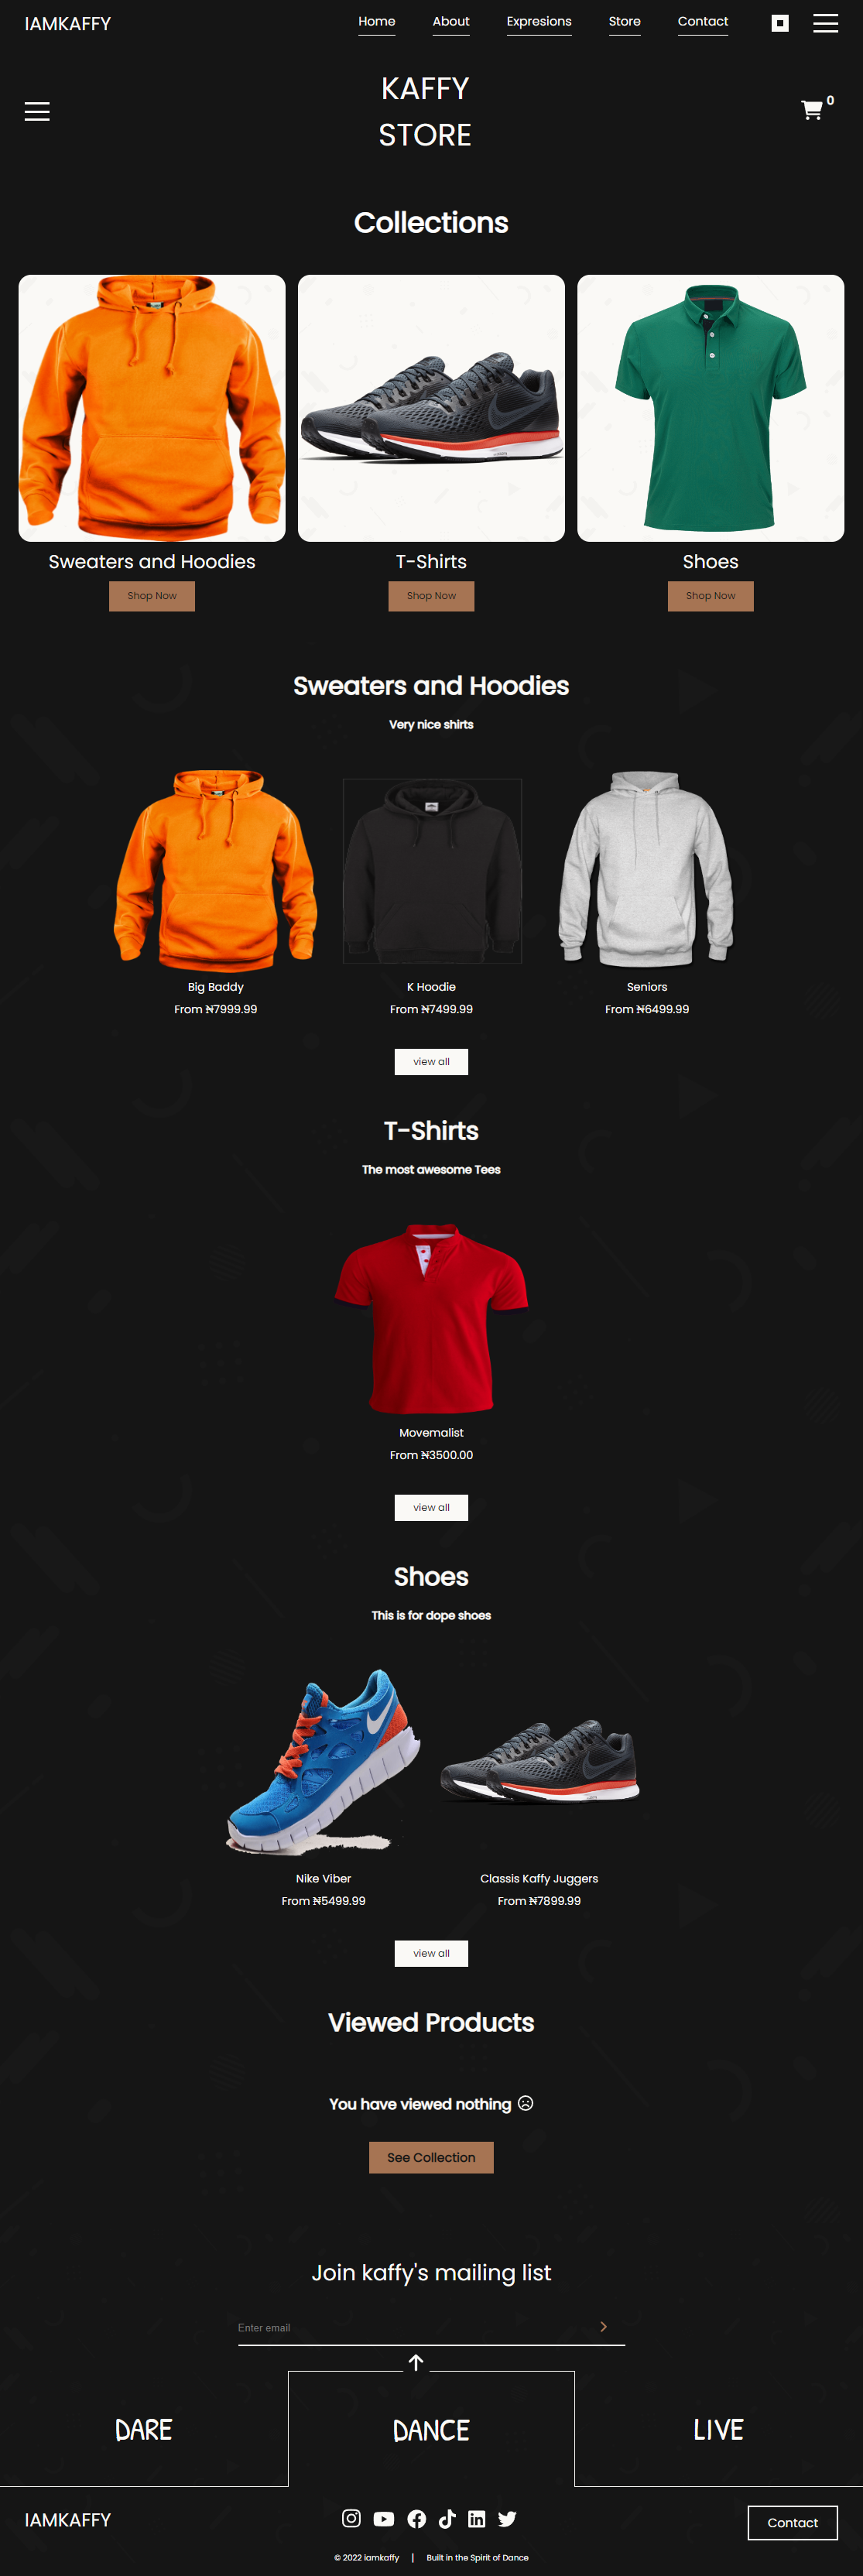 IAMKAFFY Home About Expresions Store Contact
KAFFY
STORE
0
Collections
Sweaters and Hoodies T-Shirts Shoes
Shop Now Shop Now Shop Now
Sweaters and Hoodies
Very nice shirts
Big Baddy K Hoodie Seniors
From ₦7999.99 From ₦7499.99 From ₦6499.99
view all
T-Shirts
The most awesome Tees
Movemalist
From ₦3500.00
view all
Shoes
This is for dope shoes
Nike Viber Classis Kaffy Juggers
From ₦5499.99 From ₦7899.99
view all
Viewed Products
You have viewed nothing
See Collection
Join kaffy's mailing list
Enter email
DARE DANCE LIVE
IAMKAFFY Contact
© 2022 iamkaffy | Built in the Spirit of Dance